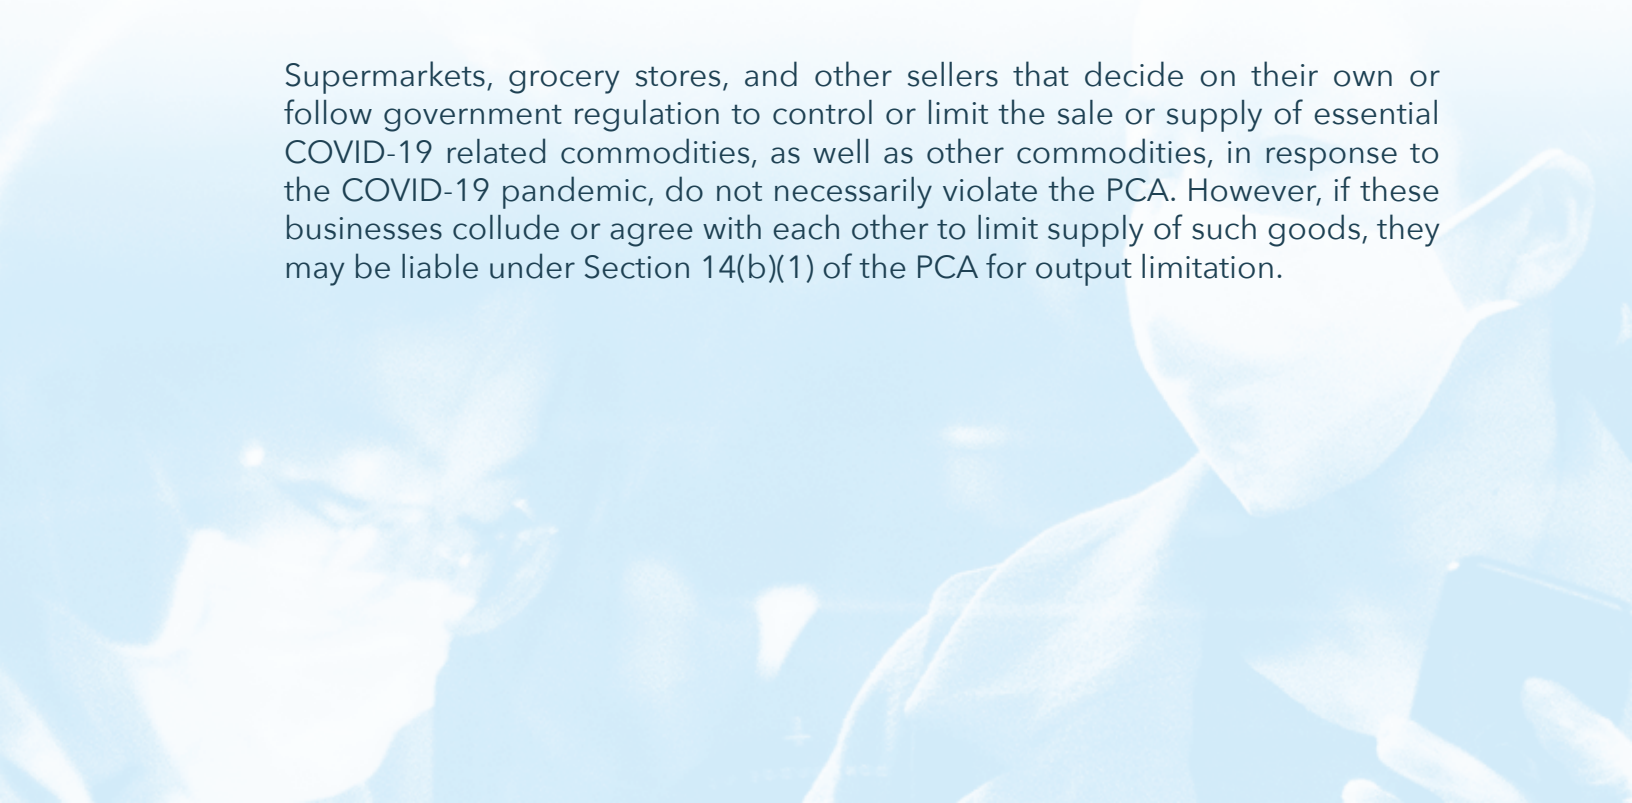 Supermarkets, grocery stores, and other sellers that decide on their own or
follow government regulation to control or limit the sale or supply of essential
COVID-19 related commodities, as well as other commodities, in response to
the COVID-19 pandemic, do not necessarily violate the PCA. However, if these
businesses collude or agree with each other to limit supply of such goods, they
may be liable under Section 14(b)(1) of the PCA for output limitation.